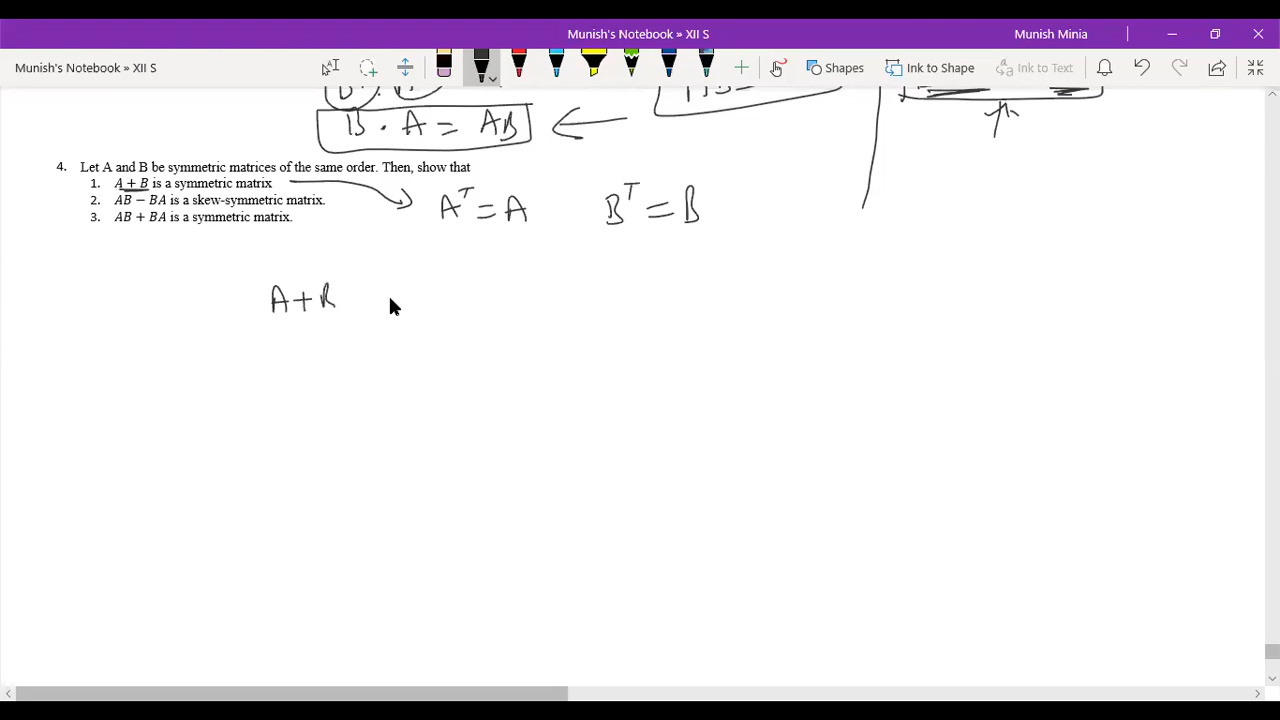 Munish's Notebook » XII S
Munish Minia
Munish's Notebook » XII S
Shapes
Ink to Shape
Ink to Text
B · A = AB
4. Let A and B be symmetric matrices of the same order. Then, show that
1. A + B is a symmetric matrix
2. AB − BA is a skew-symmetric matrix.
3. AB + BA is a symmetric matrix.
Aᵀ = A Bᵀ = B
A + B